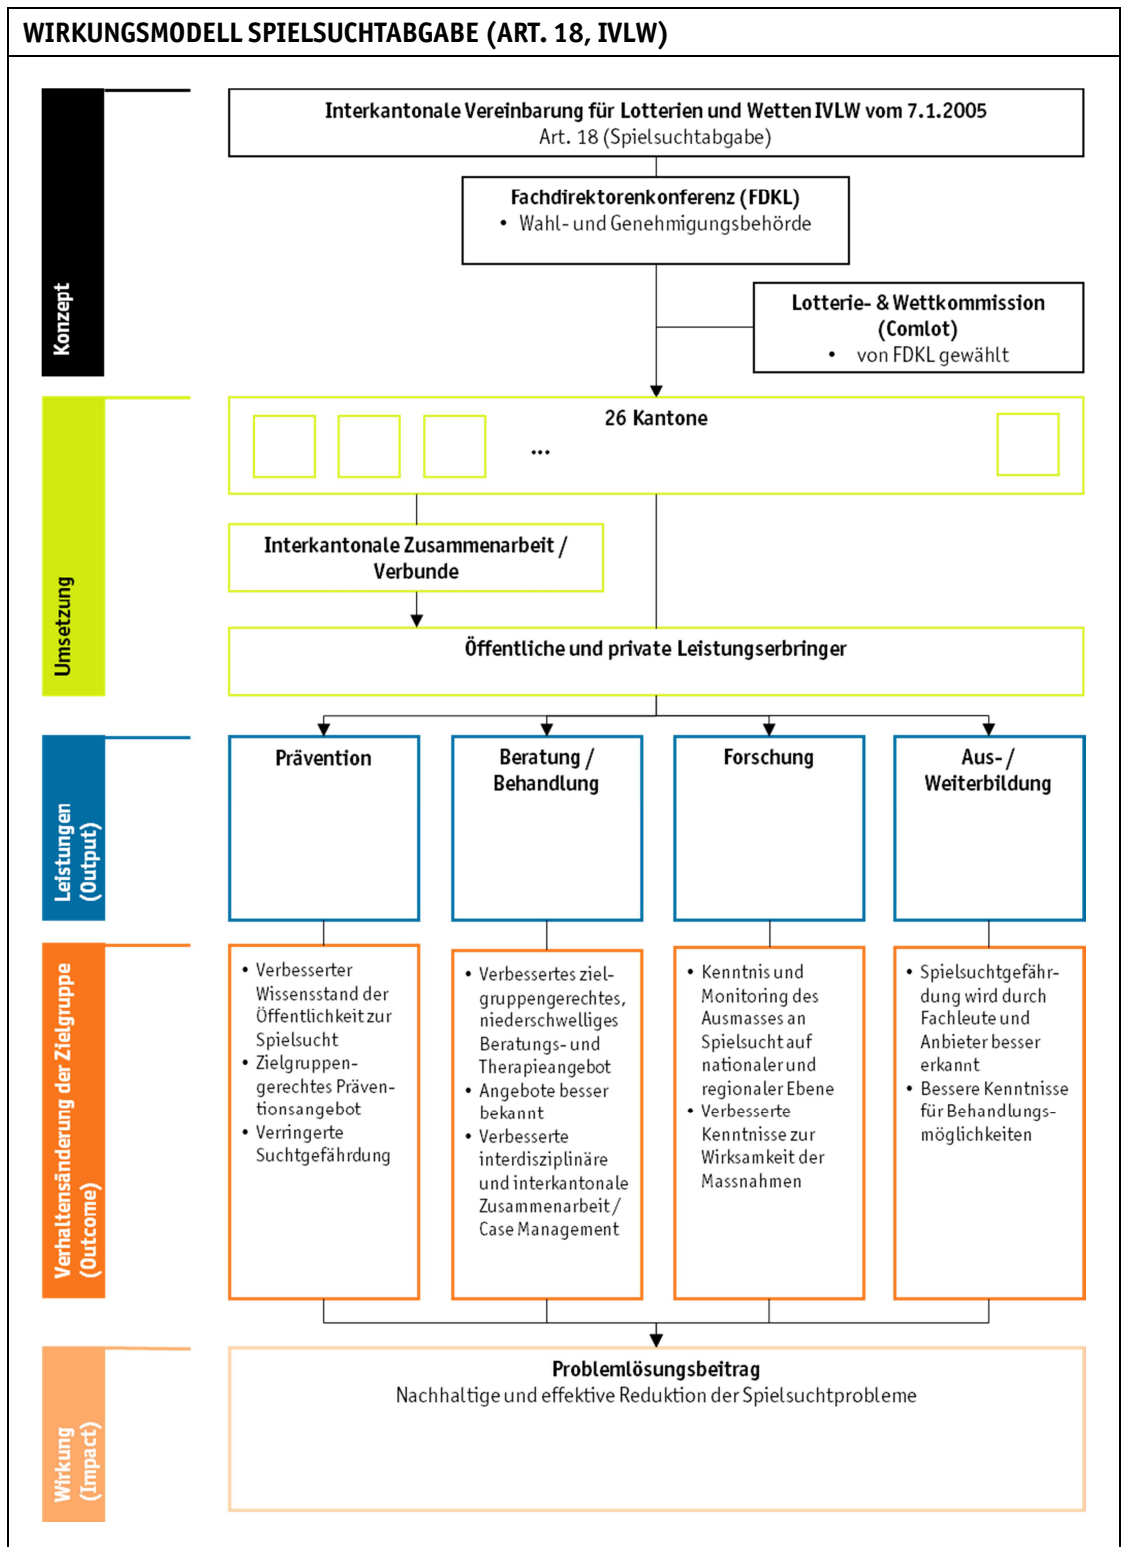 WIRKUNGSMODELL SPIELSUCHTABGABE (ART. 18, IVLW)
Konzept
Interkantonale Vereinbarung für Lotterien und Wetten IVLW vom 7.1.2005
Art. 18 (Spielsuchtabgabe)
Fachdirektorenkonferenz (FDKL)
• Wahl- und Genehmigungsbehörde
Lotterie- & Wettkommission
(Comlot)
• von FDKL gewählt
Umsetzung
26 Kantone
...
Interkantonale Zusammenarbeit /
Verbunde
Öffentliche und private Leistungserbringer
Leistungen
(Output)
Prävention
Beratung /
Behandlung
Forschung
Aus- /
Weiterbildung
Verhaltensänderung der Zielgruppe
(Outcome)
• Verbesserter
Wissensstand der
Öffentlichkeit zur
Spielsucht
• Zielgruppen-
gerechtes Präven-
tionsangebot
• Verringerte
Suchtgefährdung
• Verbessertes ziel-
gruppengerechtes,
niederschwelliges
Beratungs- und
Therapieangebot
• Angebote besser
bekannt
• Verbesserte
interdisziplinäre
und interkantonale
Zusammenarbeit /
Case Management
• Kenntnis und
Monitoring des
Ausmasses an
Spielsucht auf
nationaler und
regionaler Ebene
• Verbesserte
Kenntnisse zur
Wirksamkeit der
Massnahmen
• Spielsuchtgefähr-
dung wird durch
Fachleute und
Anbieter besser
erkannt
• Bessere Kenntnisse
für Behandlungs-
möglichkeiten
Wirkung
(Impact)
Problemlösungsbeitrag
Nachhaltige und effektive Reduktion der Spielsuchtprobleme